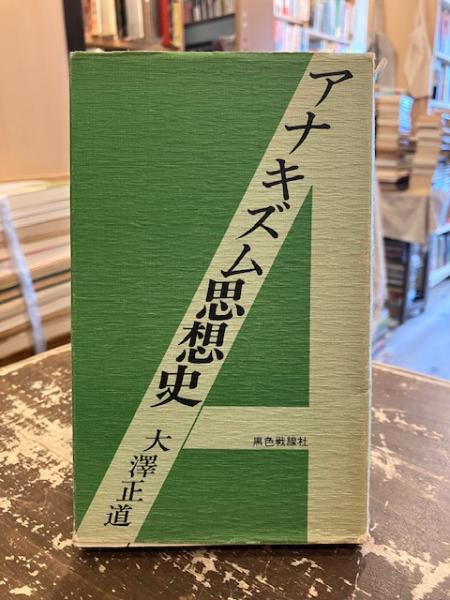 アナキズム思想史
大澤正道
黒色戦線社